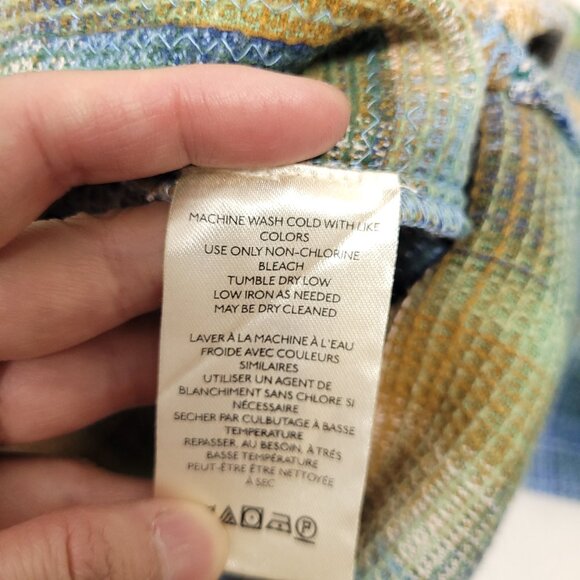 MACHINE WASH COLD WITH LIKE
COLORS
USE ONLY NON-CHLORINE
BLEACH
TUMBLE DRY LOW
LOW IRON AS NEEDED
MAY BE DRY CLEANED
LAVER À LA MACHINE À L'EAU
FROIDE AVEC COULEURS
SIMILAIRES
UTILISER UN AGENT DE
BLANCHIMENT SANS CHLORE SI
NÉCESSAIRE
SECHER PAR CULBUTAGE À BASSE
TEMPERATURE
REPASSER AU BESOIN, À TRÉS
BASSE TEMPÉRATURE
PEUT-ÊTRE ÊTRE NETTOYÉE
À SEC
P